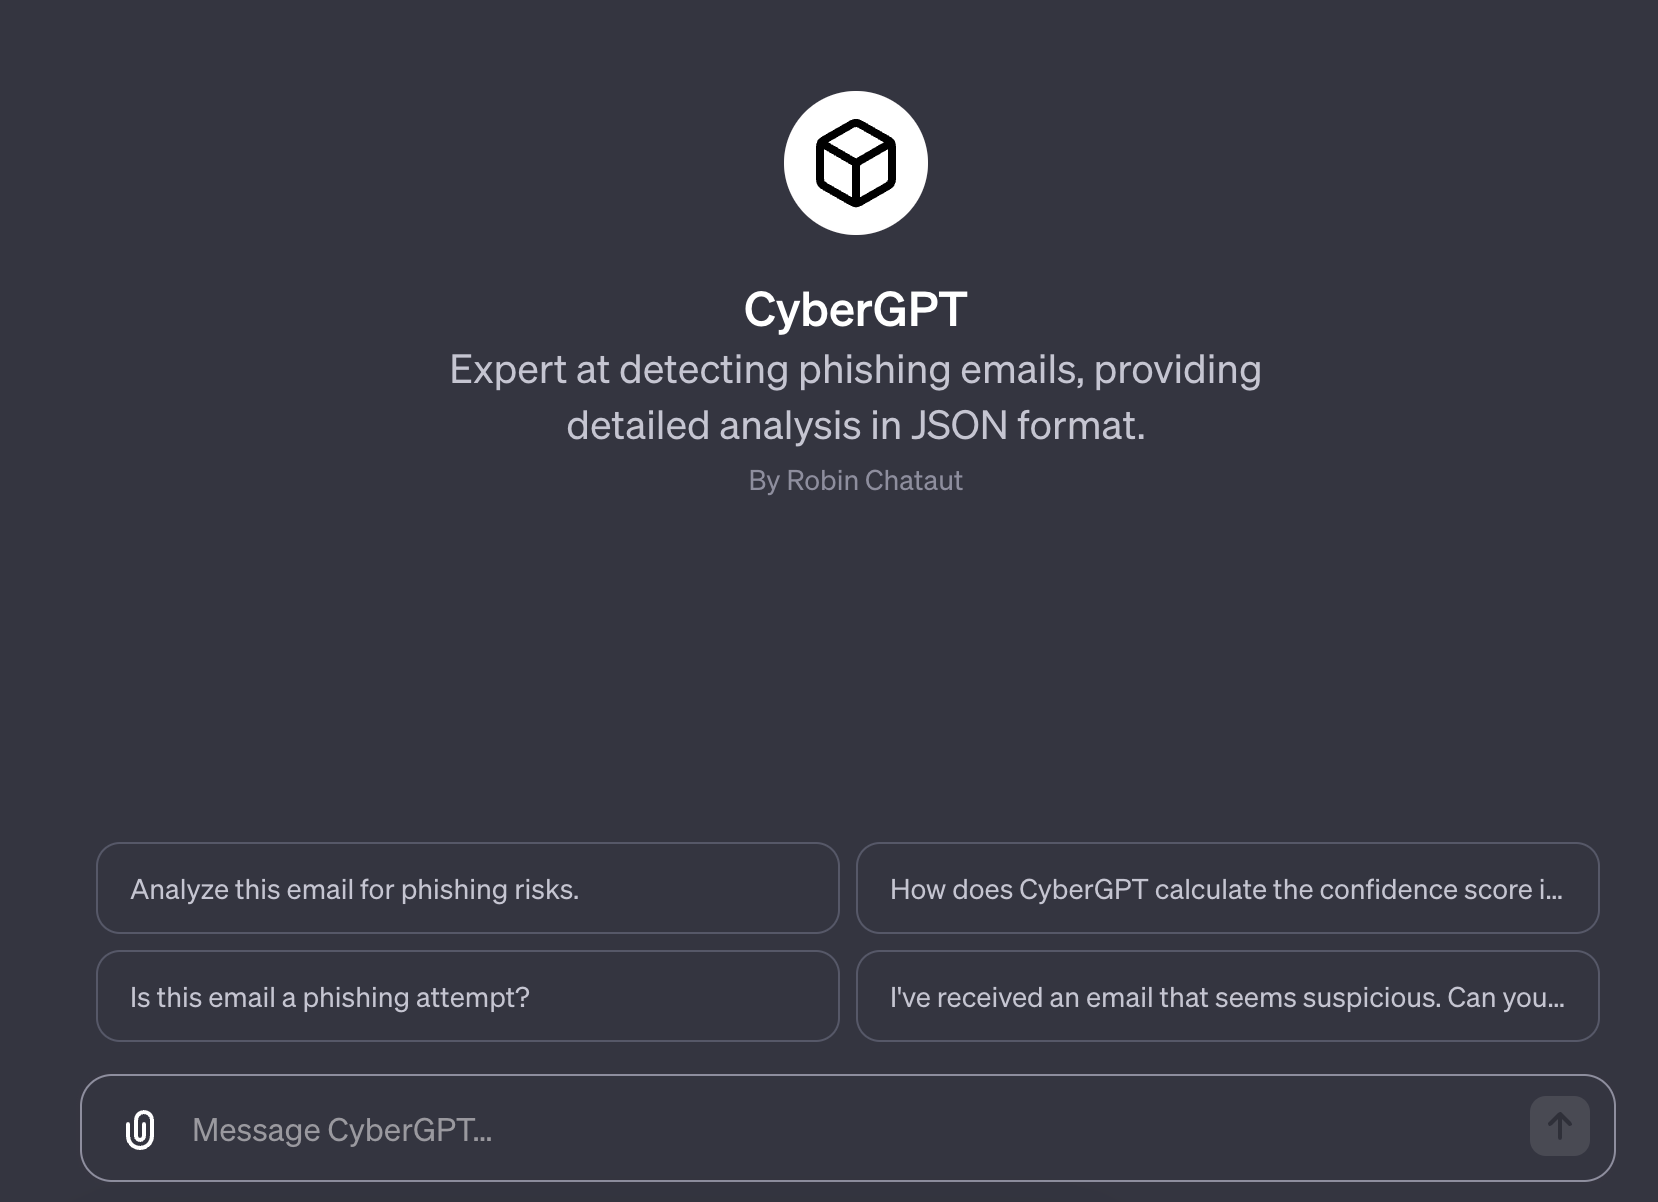 CyberGPT
Expert at detecting phishing emails, providing
detailed analysis in JSON format.
By Robin Chataut
Analyze this email for phishing risks.
How does CyberGPT calculate the confidence score i...
Is this email a phishing attempt?
I've received an email that seems suspicious. Can you...
Message CyberGPT...